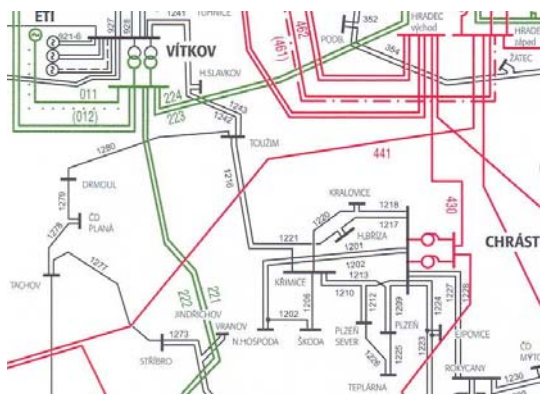 ETI
927
928
1241
921-6
VÍTKOV
H.SLAVKOV
352
PODB.
354
462
(461)
HRADEC
východ
HRADE
západ
ŽATEC
011
(012)
224
223
1243
1242
TOUŽIM
1280
1216
441
DRMOUL
1279
ČD
PLANÁ
1278
1277
TACHOV
KRALOVICE
1220
1218
1217
H.BŘÍZA
1221
1201
1202
430
CHRÁST
KŘIMICE
1213
1210
1212
1209
1206
1224
1227
1228
221
222
JINDŘICHOV
VRANOV
1273
STŘÍBRO
N.HOSPODA
1202
ŠKODA
PLZEŇ
SEVER
PLZEŇ
1226
1225
1223
TEPLÁRNA
EJPOVICE
ROKYCANY
ČD
MÝTO
1230